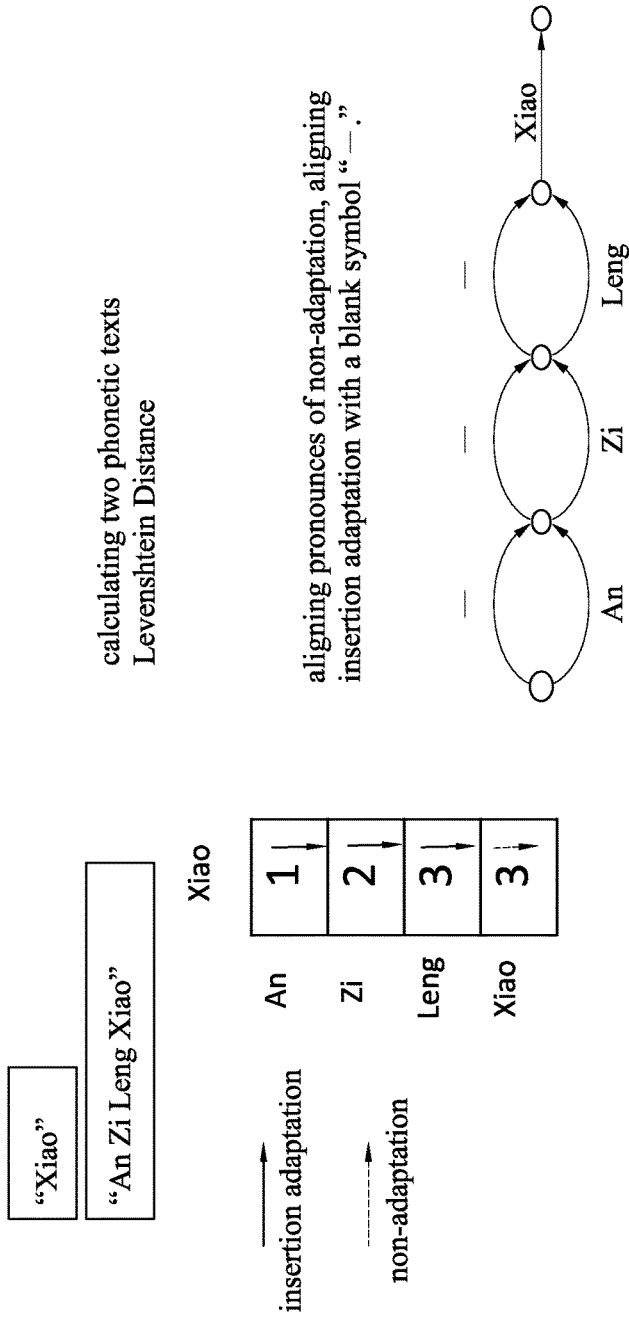 “Xiao”
“An Zi Leng Xiao”
calculating two phonetic texts
Levenshtein Distance
Xiao
An 1
Zi 2
Leng 3
Xiao 3
insertion adaptation
non-adaptation
aligning pronounces of non-adaptation, aligning
insertion adaptation with a blank symbol “ — .”
— — —
Xiao
An Zi Leng